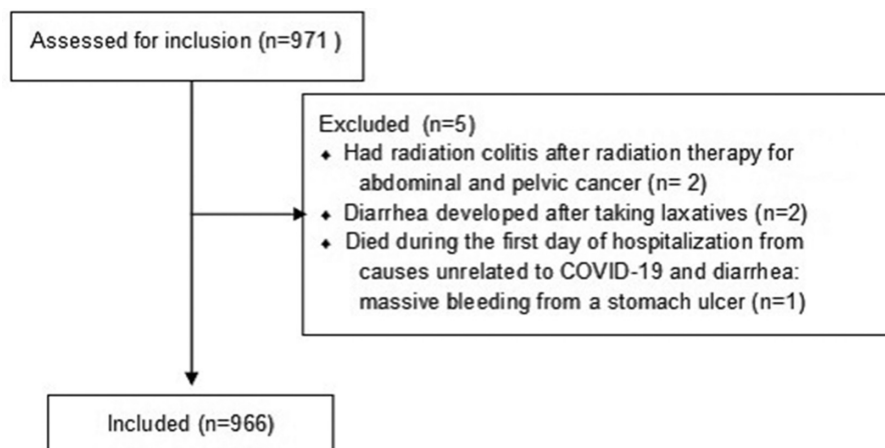 Assessed for inclusion (n=971 )
Excluded (n=5)
♦ Had radiation colitis after radiation therapy for
abdominal and pelvic cancer (n= 2)
♦ Diarrhea developed after taking laxatives (n=2)
♦ Died during the first day of hospitalization from
causes unrelated to COVID-19 and diarrhea:
massive bleeding from a stomach ulcer (n=1)
Included (n=966)